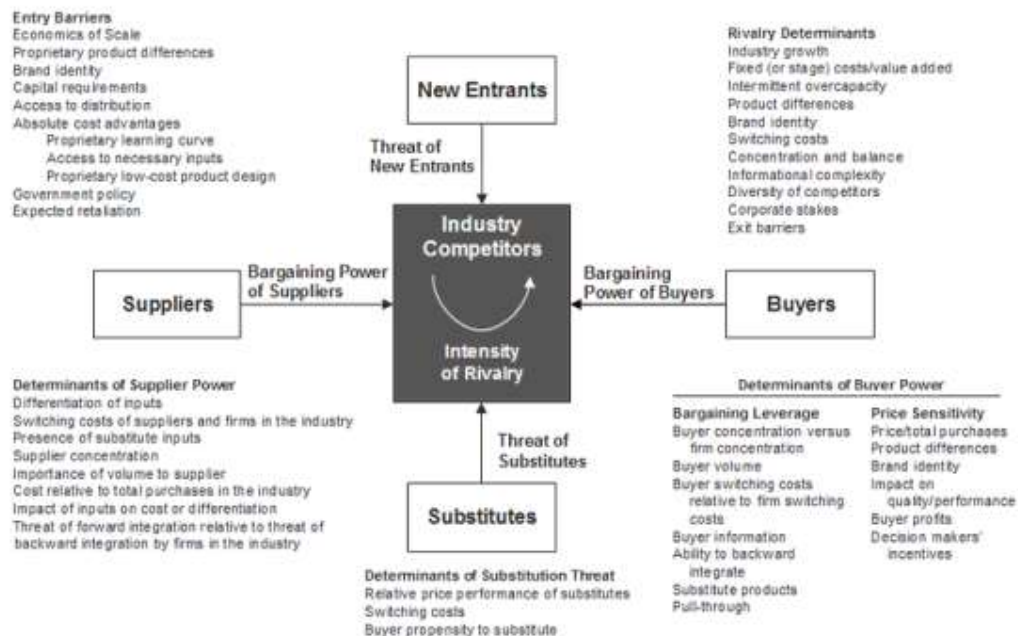 Entry Barriers
Economics of Scale
Proprietary product differences
Brand identity
Capital requirements
Access to distribution
Absolute cost advantages
Proprietary learning curve
Access to necessary inputs
Proprietary low-cost product design
Government policy
Expected retaliation
New Entrants
Threat of
New Entrants
Rivalry Determinants
Industry growth
Fixed (or stage) costs/value added
Intermittent overcapacity
Product differences
Brand identity
Switching costs
Concentration and balance
Informational complexity
Diversity of competitors
Corporate stakes
Exit barriers
Industry
Competitors
Intensity
of Rivalry
Suppliers
Bargaining Power
of Suppliers
Bargaining
Power of Buyers
Buyers
Determinants of Supplier Power
Differentiation of inputs
Switching costs of suppliers and firms in the industry
Presence of substitute inputs
Supplier concentration
Importance of volume to supplier
Cost relative to total purchases in the industry
Impact of inputs on cost or differentiation
Threat of forward integration relative to threat of
backward integration by firms in the industry
Threat of
Substitutes
Substitutes
Determinants of Substitution Threat
Relative price performance of substitutes
Switching costs
Buyer propensity to substitute
Determinants of Buyer Power
Bargaining Leverage
Buyer concentration versus
firm concentration
Buyer volume
Buyer switching costs
relative to firm switching
costs
Buyer information
Ability to backward
integrate
Substitute products
Pull-through
Price Sensitivity
Price/total purchases
Product differences
Brand identity
Impact on
quality/performance
Buyer profits
Decision makers'
incentives